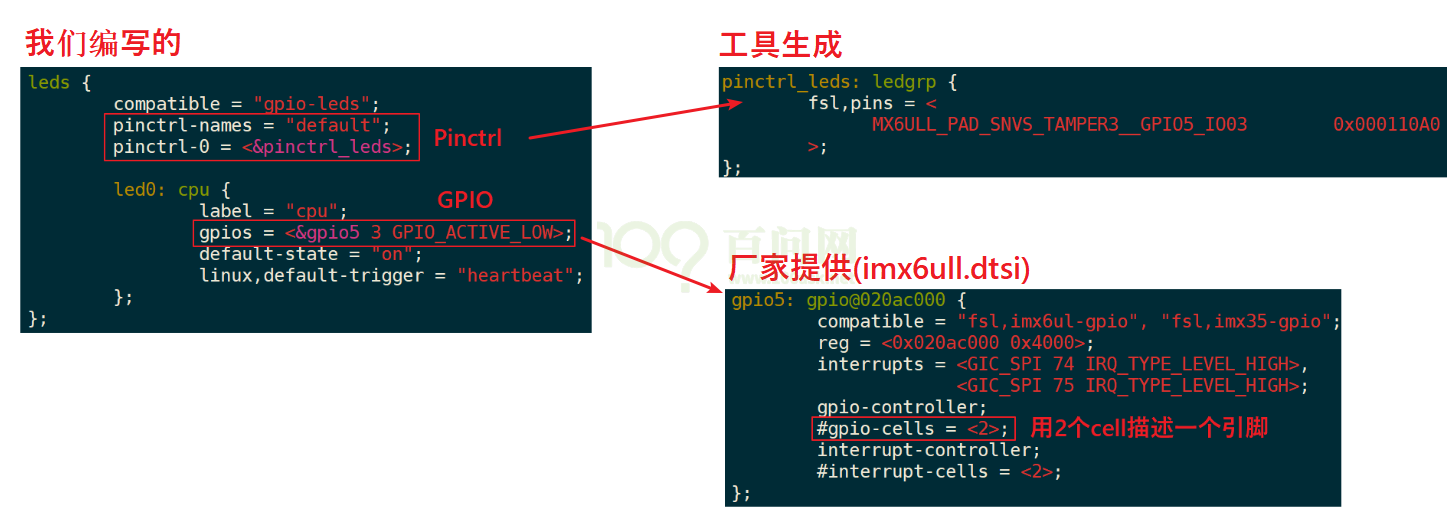 我们编写的
leds {
compatible = "gpio-leds";
pinctrl-names = "default";
pinctrl-0 = <&pinctrl_leds>;
Pinctrl
led0: cpu {
GPIO
label = "cpu";
gpios = <&gpio5 3 GPIO_ACTIVE_LOW>;
default-state = "on";
linux,default-trigger = "heartbeat";
};
};
工具生成
pinctrl_leds: ledgrp {
fsl,pins = <
MX6ULL_PAD_SNVS_TAMPER3__GPIO5_IO03 0x000110A0
>;
};
百问网
厂家提供(imx6ull.dtsi)
gpio5: gpio@020ac000 {
compatible = "fsl,imx6ul-gpio", "fsl,imx35-gpio";
reg = <0x020ac000 0x4000>;
interrupts = <GIC_SPI 74 IRQ_TYPE_LEVEL_HIGH>,
<GIC_SPI 75 IRQ_TYPE_LEVEL_HIGH>;
gpio-controller;
#gpio-cells = <2>; 用2个cell描述一个引脚
interrupt-controller;
#interrupt-cells = <2>;
};